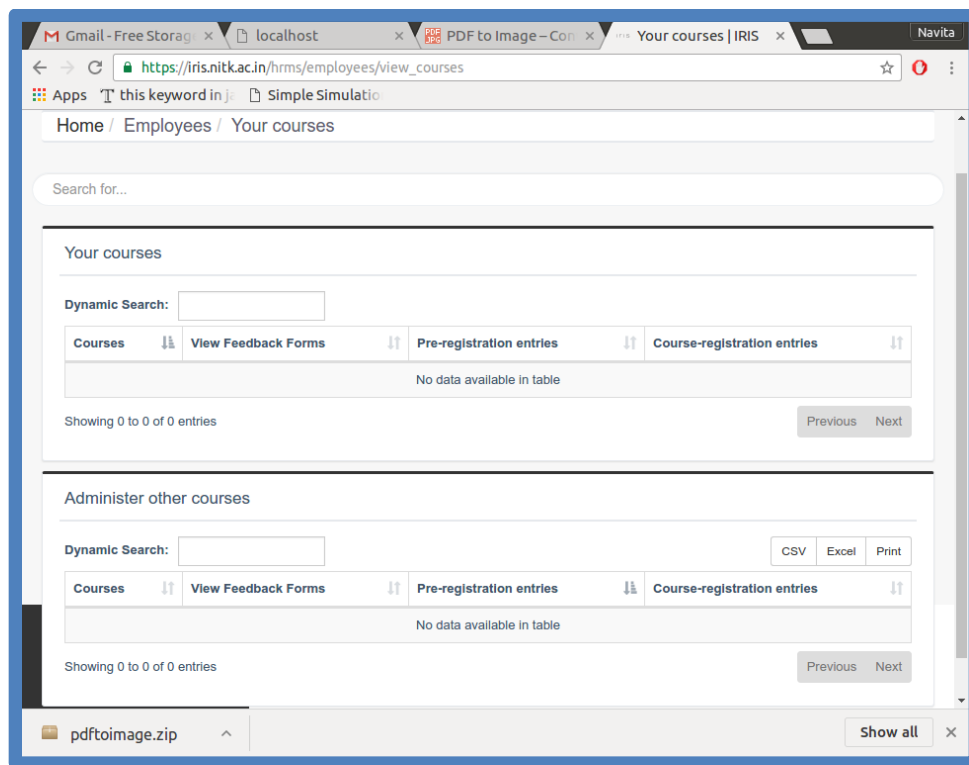 Gmail - Free Storag × localhost × PDF to Image – Con × IRIS Your courses | IRIS × Navita
https://iris.nitk.ac.in/hrms/employees/view_courses
Apps this keyword in ja Simple Simulatio
Home / Employees / Your courses
Search for...
Your courses
Dynamic Search:
Courses View Feedback Forms Pre-registration entries Course-registration entries
No data available in table
Showing 0 to 0 of 0 entries Previous Next
Administer other courses
Dynamic Search: CSV Excel Print
Courses View Feedback Forms Pre-registration entries Course-registration entries
No data available in table
Showing 0 to 0 of 0 entries Previous Next
pdftoimage.zip Show all ×